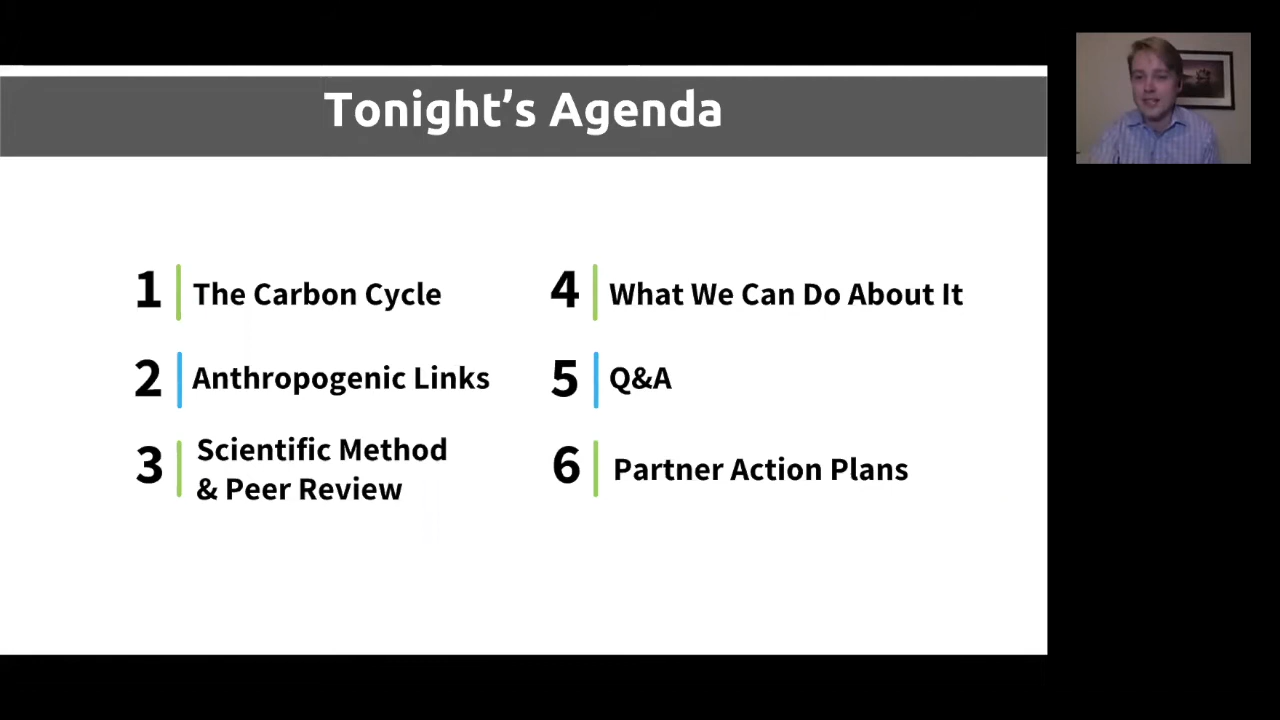 Tonight's Agenda
1 The Carbon Cycle
2 Anthropogenic Links
3 Scientific Method
& Peer Review
4 What We Can Do About It
5 Q&A
6 Partner Action Plans